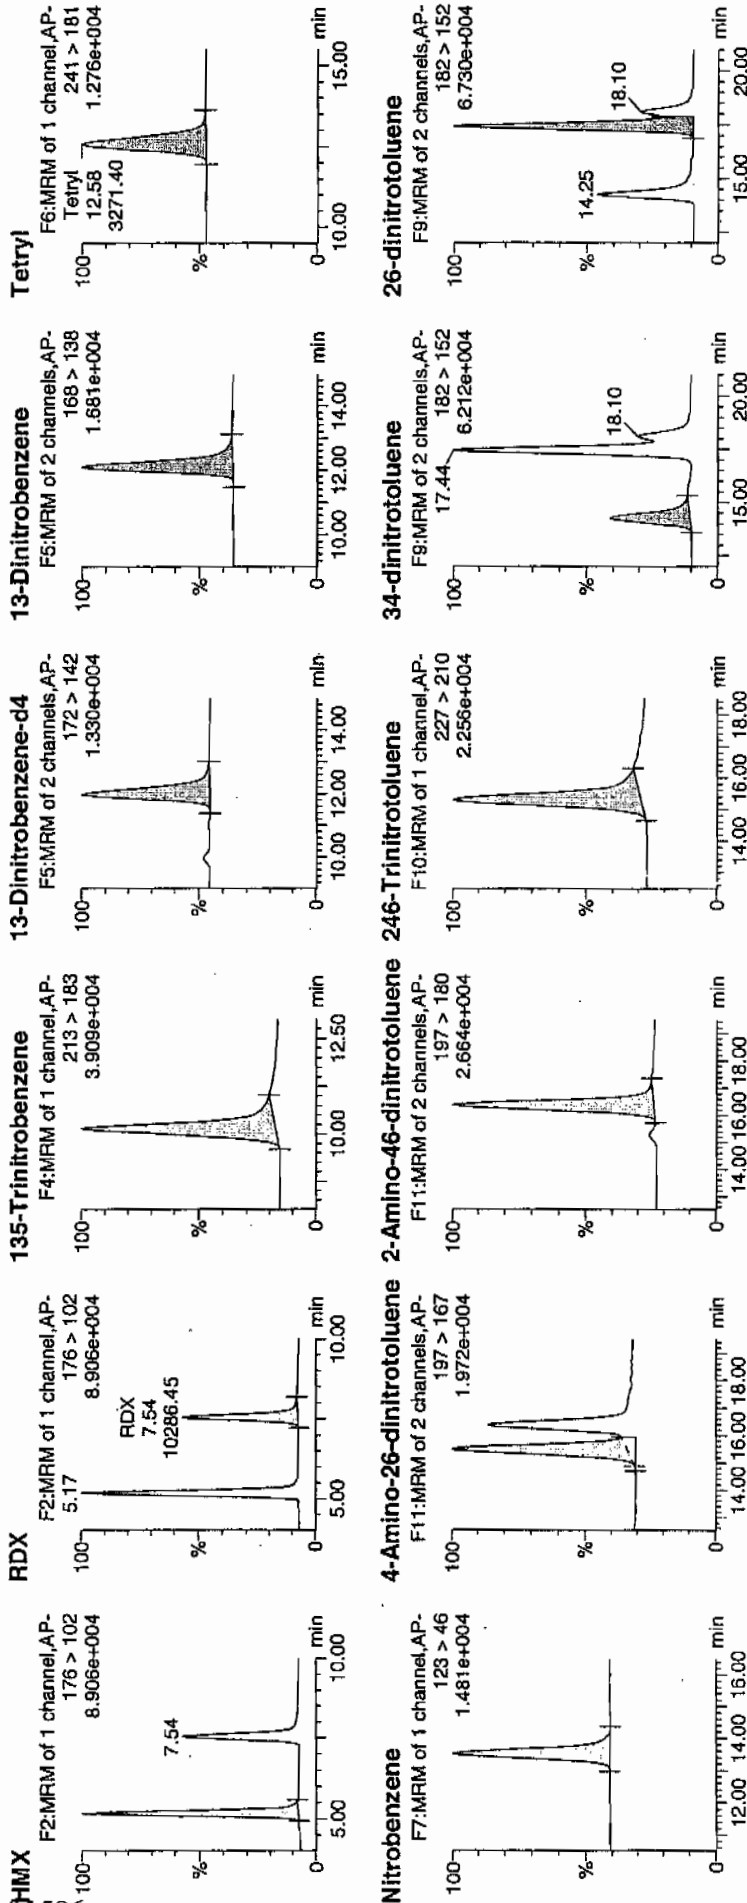 HMX
F2:MRM of 1 channel,AP-
176 > 102
8.906e+004
100
%
0
7.54
5.00
10.00
min
RDX
F2:MRM of 1 channel,AP-
176 > 102
8.906e+004
100
5.17
RDX
7.54
10286.45
%
0
5.00
10.00
min
135-Trinitrobenzene
F4:MRM of 1 channel,AP-
213 > 183
3.909e+004
100
%
0
10.00
12.50
min
13-Dinitrobenzene-d4
F5:MRM of 2 channels,AP-
172 > 142
1.330e+004
100
%
0
10.00
12.00
14.00
min
13-Dinitrobenzene
F5:MRM of 2 channels,AP-
168 > 138
1.681e+004
100
%
0
10.00
12.00
14.00
min
Tetryl
F6:MRM of 1 channel,AP-
241 > 181
1.276e+004
100
Tetryl
12.58
3271.40
%
0
10.00
15.00
min
Nitrobenzene
F7:MRM of 1 channel,AP-
123 > 46
1.481e+004
100
%
0
12.00
14.00
16.00
min
4-Amino-26-dinitrotoluene
F11:MRM of 2 channels,AP-
197 > 167
1.972e+004
100
%
0
14.00
16.00
18.00
min
2-Amino-46-dinitrotoluene
F11:MRM of 2 channels,AP-
197 > 180
2.664e+004
100
%
0
14.00
16.00
18.00
min
246-Trinitrotoluene
F10:MRM of 1 channel,AP-
227 > 210
2.256e+004
100
%
0
14.00
16.00
18.00
min
34-dinitrotoluene
F9:MRM of 2 channels,AP-
182 > 152
6.212e+004
100
17.44
18.10
%
0
15.00
20.00
min
26-dinitrotoluene
F9:MRM of 2 channels,AP-
182 > 152
6.730e+004
100
14.25
18.10
%
0
15.00
20.00
min